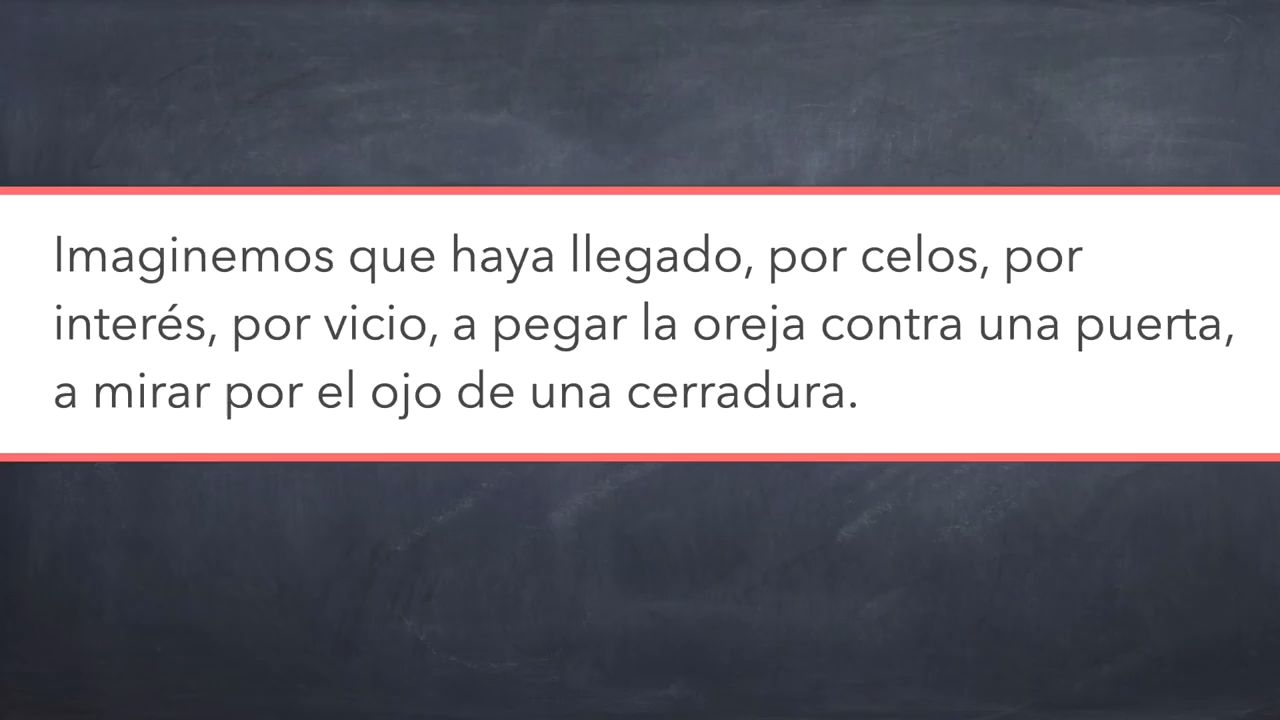 Imaginemos que haya llegado, por celos, por
interés, por vicio, a pegar la oreja contra una puerta,
a mirar por el ojo de una cerradura.